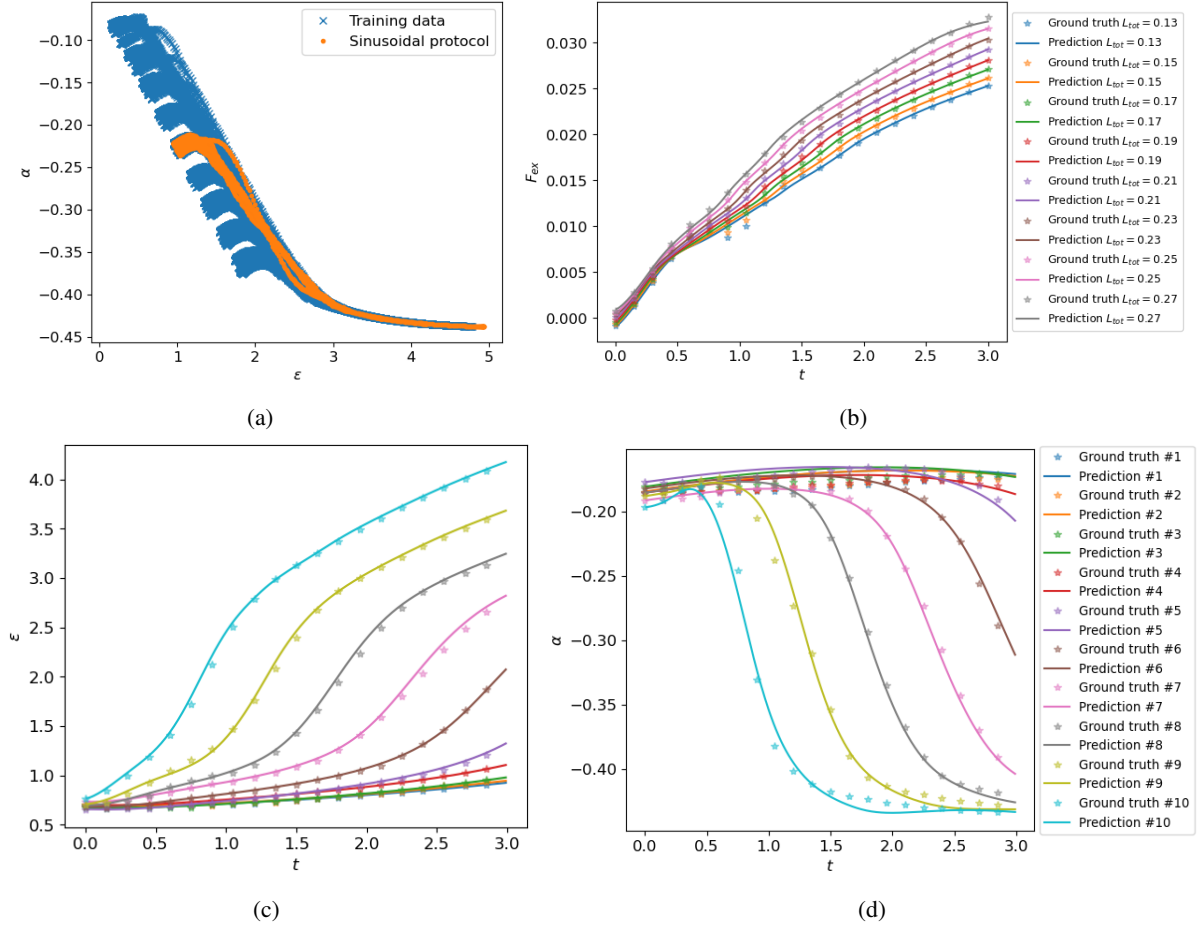 Training data
Sinusoidal protocol
−0.10
−0.15
−0.20
−0.25
−0.30
−0.35
−0.40
−0.45
α
0
1
2
3
4
5
ε
(a)
0.030
0.025
0.020
0.015
0.010
0.005
0.000
F_ex
0.0
0.5
1.0
1.5
2.0
2.5
3.0
t
Ground truth L_tot = 0.13
Prediction L_tot = 0.13
Ground truth L_tot = 0.15
Prediction L_tot = 0.15
Ground truth L_tot = 0.17
Prediction L_tot = 0.17
Ground truth L_tot = 0.19
Prediction L_tot = 0.19
Ground truth L_tot = 0.21
Prediction L_tot = 0.21
Ground truth L_tot = 0.23
Prediction L_tot = 0.23
Ground truth L_tot = 0.25
Prediction L_tot = 0.25
Ground truth L_tot = 0.27
Prediction L_tot = 0.27
(b)
4.0
3.5
3.0
2.5
2.0
1.5
1.0
0.5
ε
0.0
0.5
1.0
1.5
2.0
2.5
3.0
t
(c)
−0.20
−0.25
−0.30
−0.35
−0.40
α
0.0
0.5
1.0
1.5
2.0
2.5
3.0
t
Ground truth #1
Prediction #1
Ground truth #2
Prediction #2
Ground truth #3
Prediction #3
Ground truth #4
Prediction #4
Ground truth #5
Prediction #5
Ground truth #6
Prediction #6
Ground truth #7
Prediction #7
Ground truth #8
Prediction #8
Ground truth #9
Prediction #9
Ground truth #10
Prediction #10
(d)